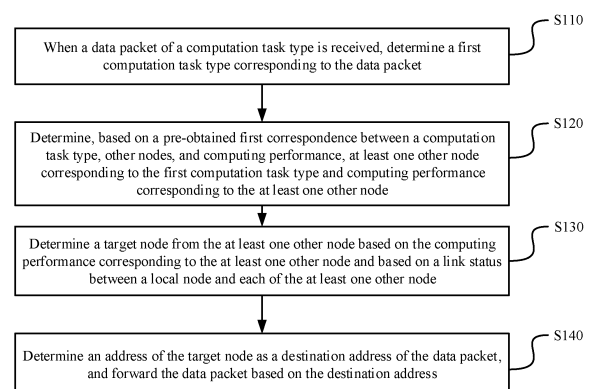 S110
When a data packet of a computation task type is received, determine a first
computation task type corresponding to the data packet
S120
Determine, based on a pre-obtained first correspondence between a computation
task type, other nodes, and computing performance, at least one other node
corresponding to the first computation task type and computing performance
corresponding to the at least one other node
S130
Determine a target node from the at least one other node based on the computing
performance corresponding to the at least one other node and based on a link status
between a local node and each of the at least one other node
S140
Determine an address of the target node as a destination address of the data packet,
and forward the data packet based on the destination address